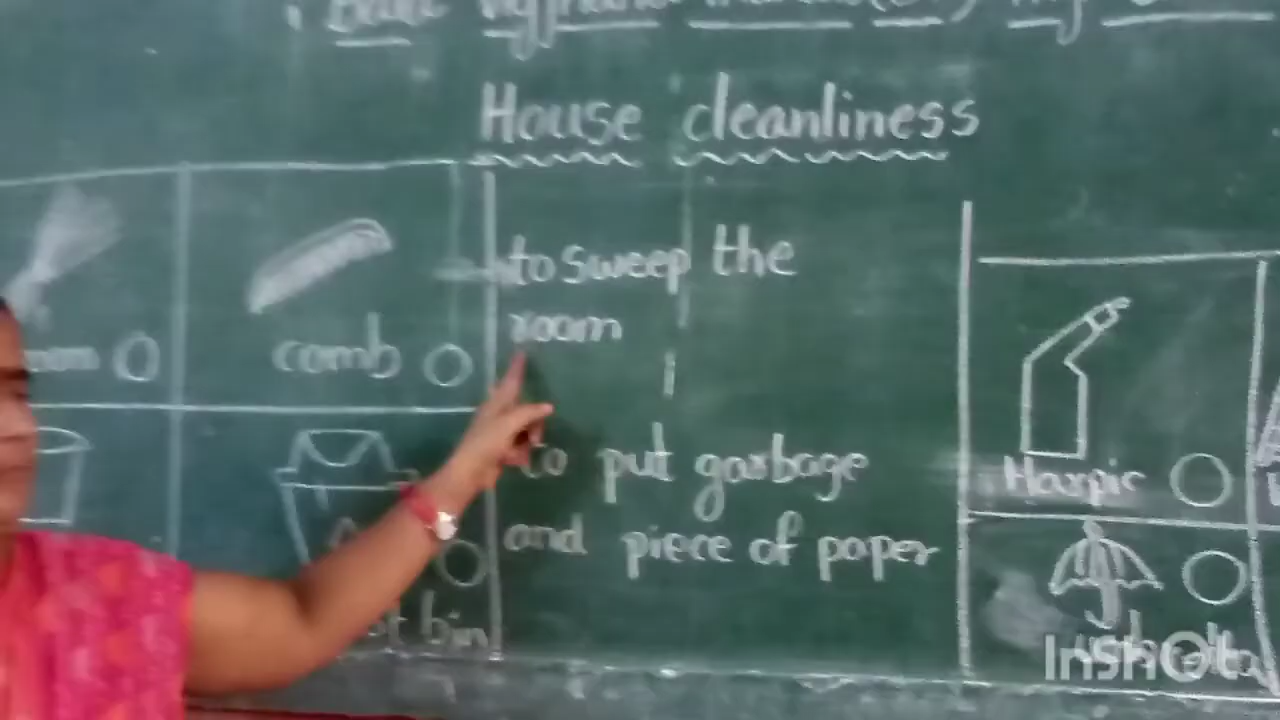 House cleanliness
to sweep the
room
comb
to put garbage
and piece of paper
bin
Harpic
InShOt